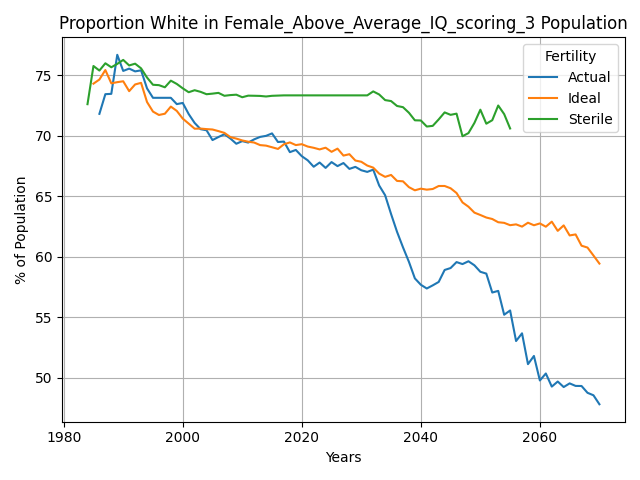 Proportion White in Female_Above_Average_IQ_scoring_3 Population
Fertility
Actual
Ideal
Sterile
% of Population
75
70
65
60
55
50
1980
2000
2020
2040
2060
Years